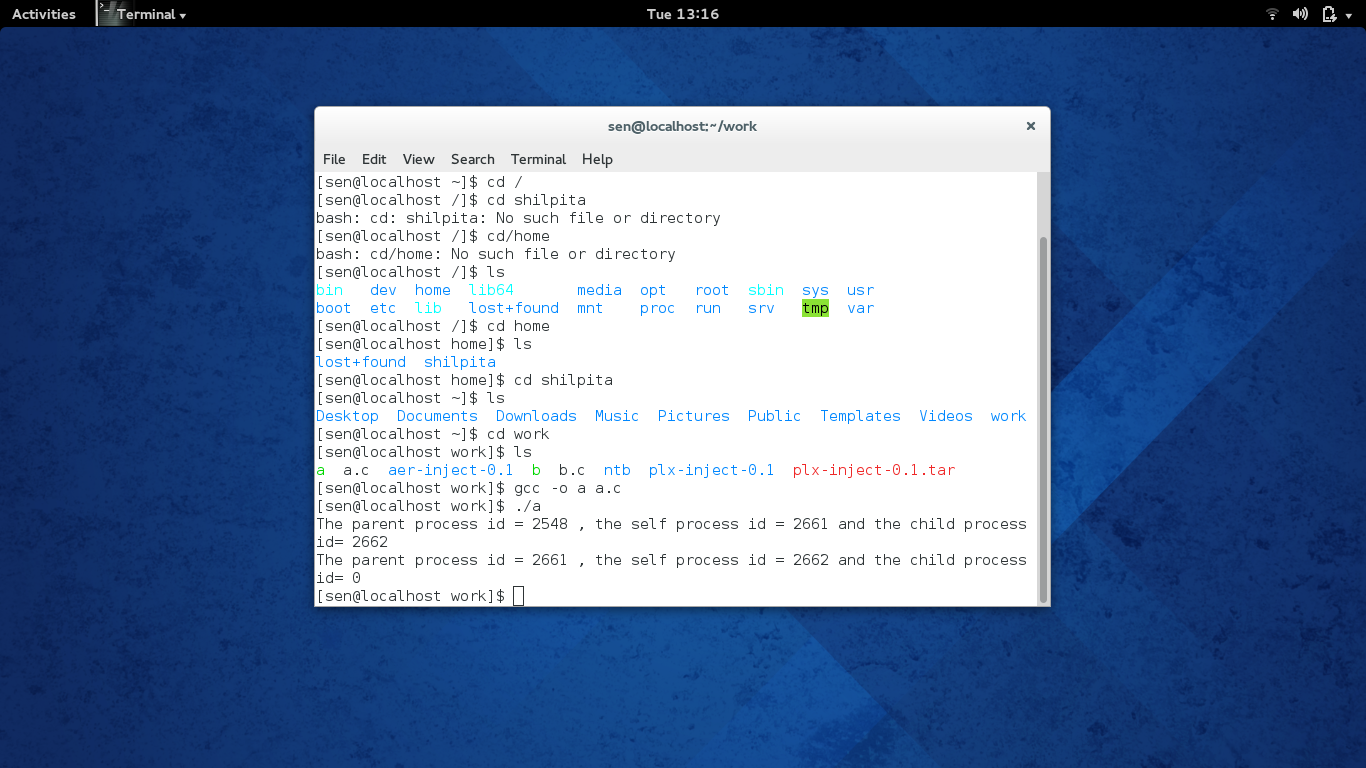 Activities Terminal Tue 13:16
sen@localhost:~/work
File Edit View Search Terminal Help
[sen@localhost ~]$ cd /
[sen@localhost /]$ cd shilpita
bash: cd: shilpita: No such file or directory
[sen@localhost /]$ cd/home
bash: cd/home: No such file or directory
[sen@localhost /]$ ls
bin dev home lib64 media opt root sbin sys usr
boot etc lib lost+found mnt proc run srv tmp var
[sen@localhost /]$ cd home
[sen@localhost home]$ ls
lost+found shilpita
[sen@localhost home]$ cd shilpita
[sen@localhost ~]$ ls
Desktop Documents Downloads Music Pictures Public Templates Videos work
[sen@localhost ~]$ cd work
[sen@localhost work]$ ls
a a.c aer-inject-0.1 b b.c ntb plx-inject-0.1 plx-inject-0.1.tar
[sen@localhost work]$ gcc -o a a.c
[sen@localhost work]$ ./a
The parent process id = 2548 , the self process id = 2661 and the child process
id= 2662
The parent process id = 2661 , the self process id = 2662 and the child process
id= 0
[sen@localhost work]$